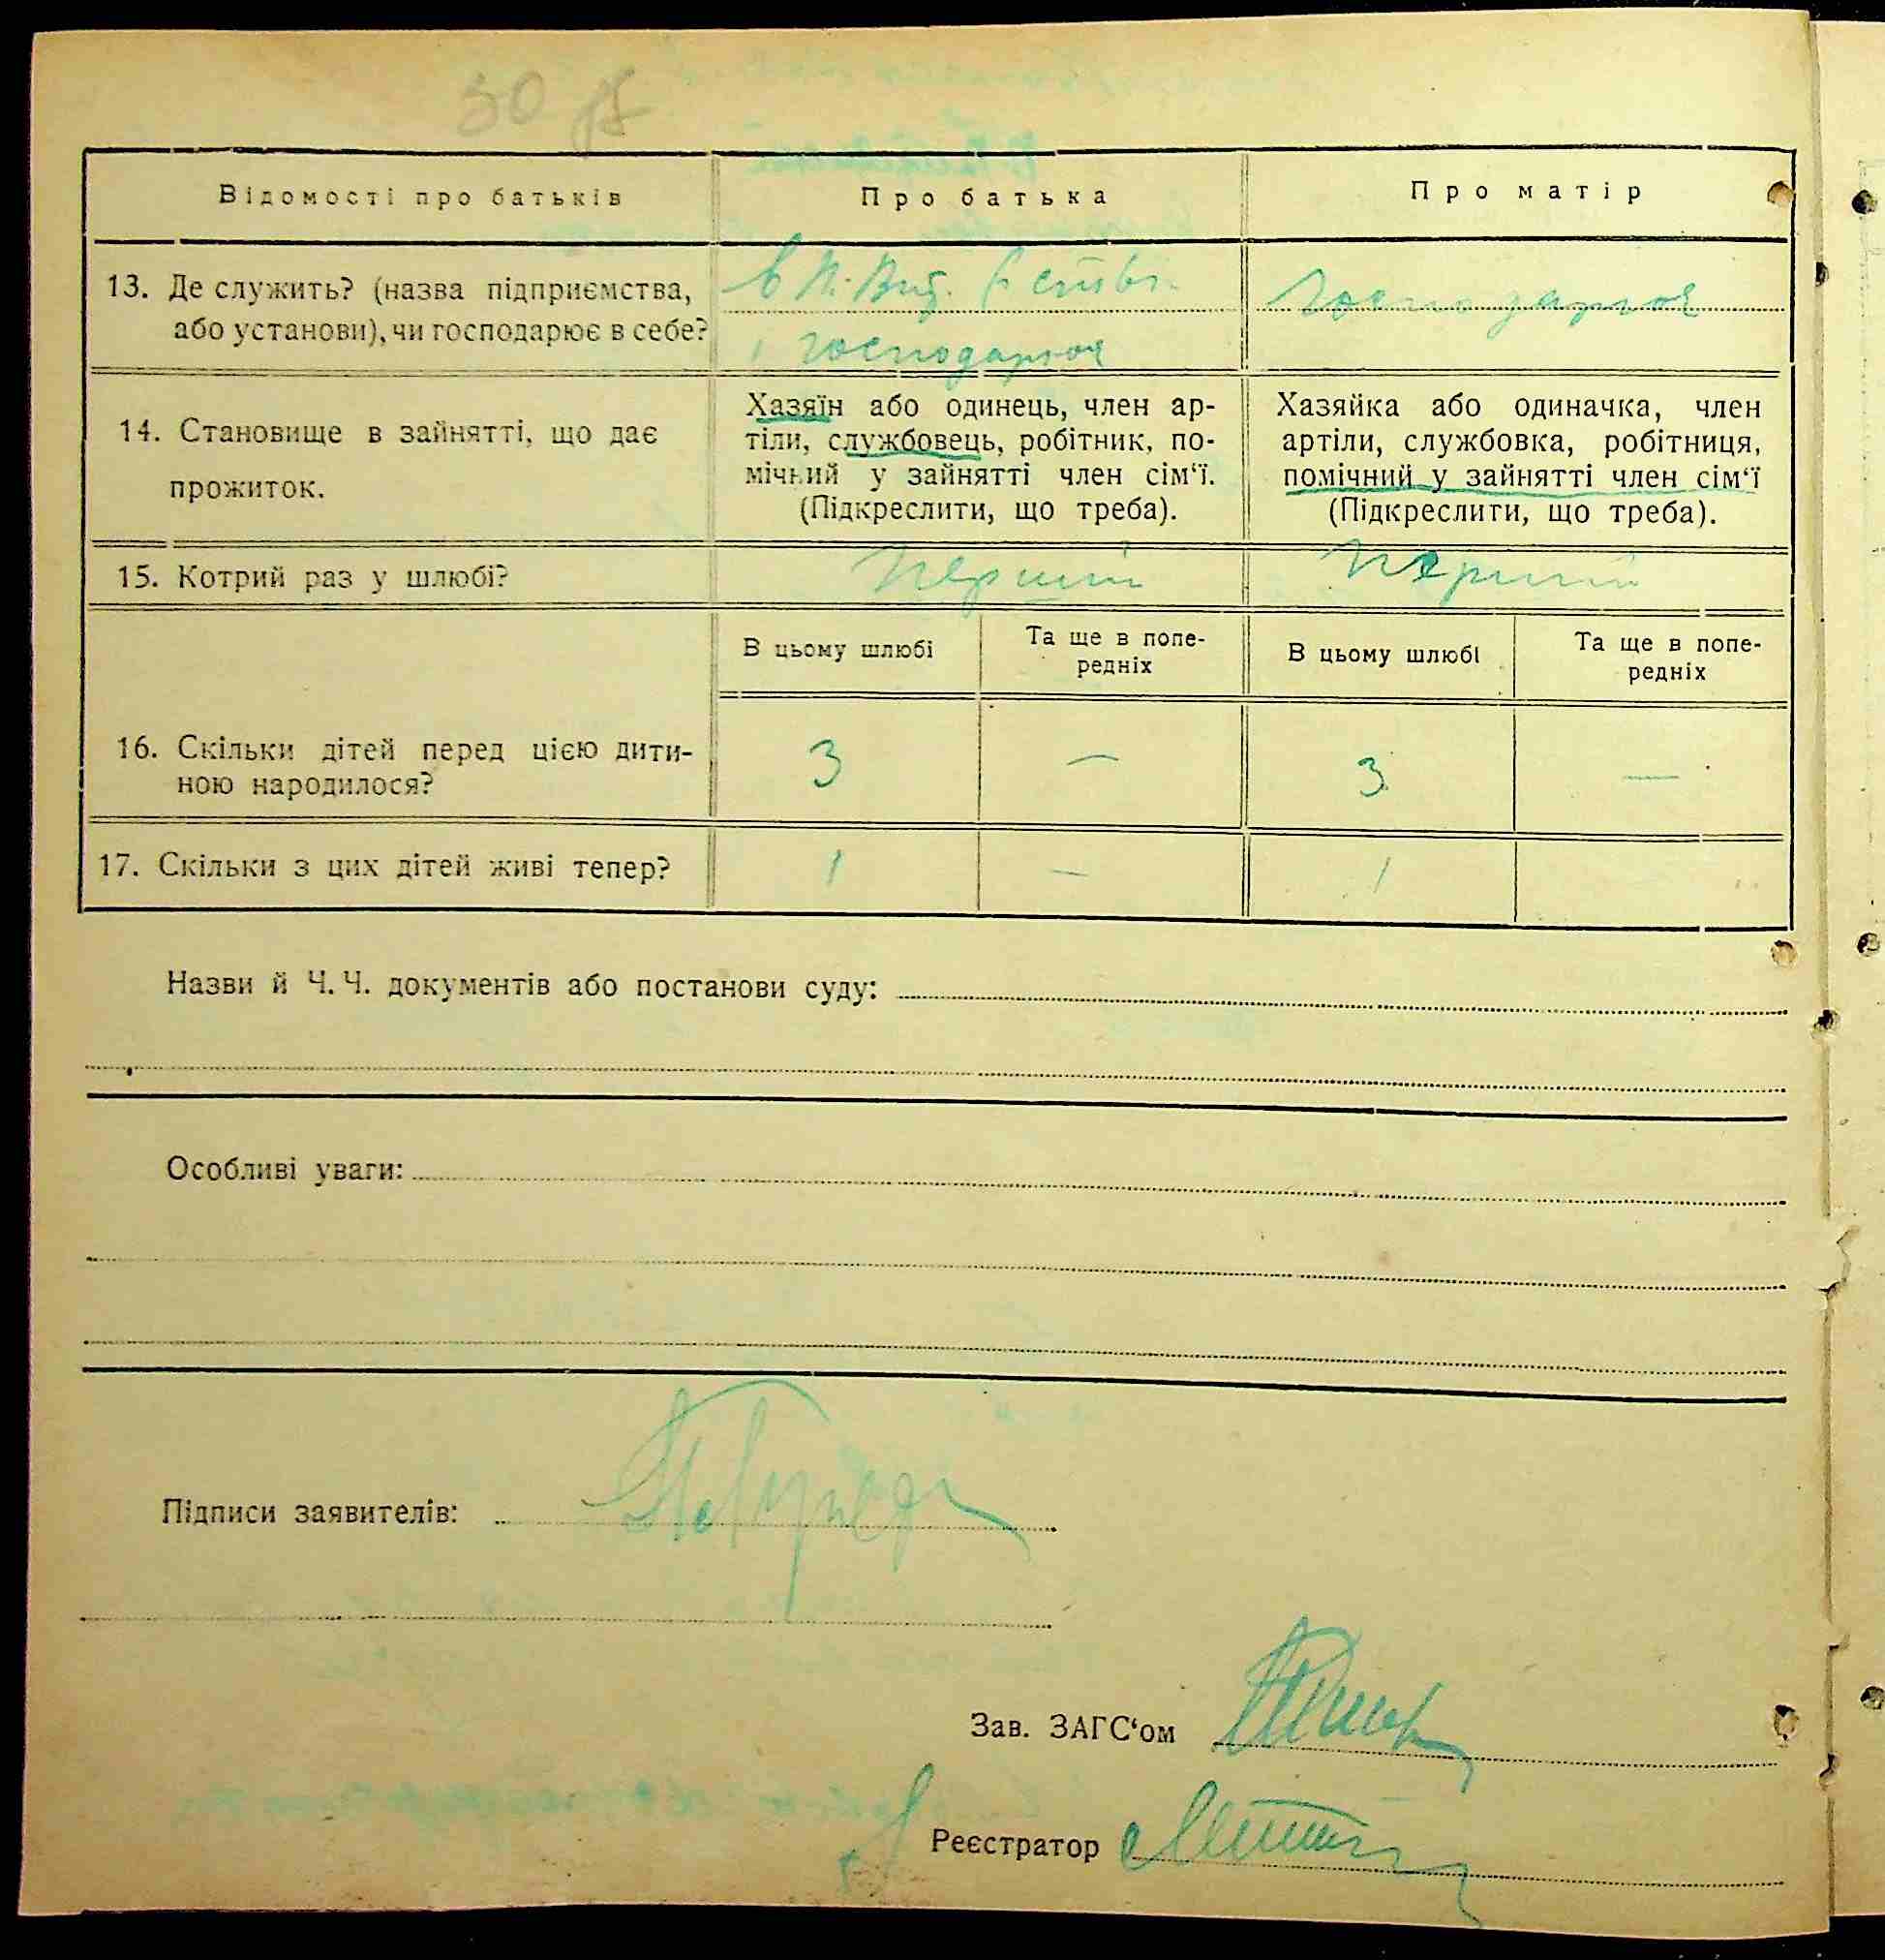 30
Відомості про батьків
Про батька
Про матір
13. Де служить? (назва підприємства,
або установи), чи господарює в себе?
господарює
господарює
14. Становище в зайнятті, що дає
прожиток.
Хазяїн або одинець, член ар-
тіли, службовець, робітник, по-
мічний у зайнятті член сім‘ї.
(Підкреслити, що треба).
Хазяйка або одиначка, член
артіли, службовка, робітниця,
помічний у зайнятті член сім‘ї
(Підкреслити, що треба).
15. Котрий раз у шлюбі?
перший
перший
В цьому шлюбі
Та ще в попе-
редніх
В цьому шлюбі
Та ще в попе-
редніх
16. Скільки дітей перед цією дити-
ною народилося?
3
—
3
—
17. Скільки з цих дітей живі тепер?
1
—
1
Назви й Ч. Ч. документів або постанови суду:
Особливі уваги:
Підписи заявителів:
Зав. ЗАГС‘ом
Реєстратор